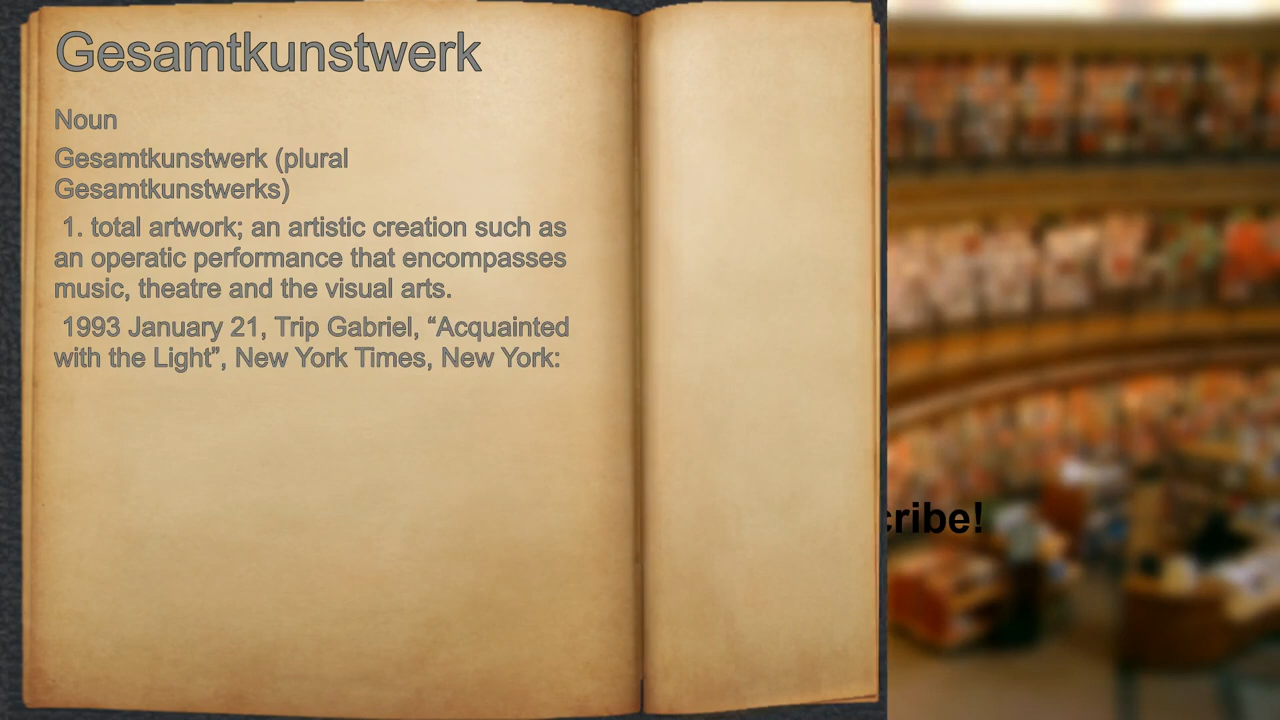 Gesamtkunstwerk
Noun
Gesamtkunstwerk (plural
Gesamtkunstwerks)
1. total artwork; an artistic creation such as
an operatic performance that encompasses
music, theatre and the visual arts.
1993 January 21, Trip Gabriel, “Acquainted
with the Light”, New York Times, New York:
cribe!